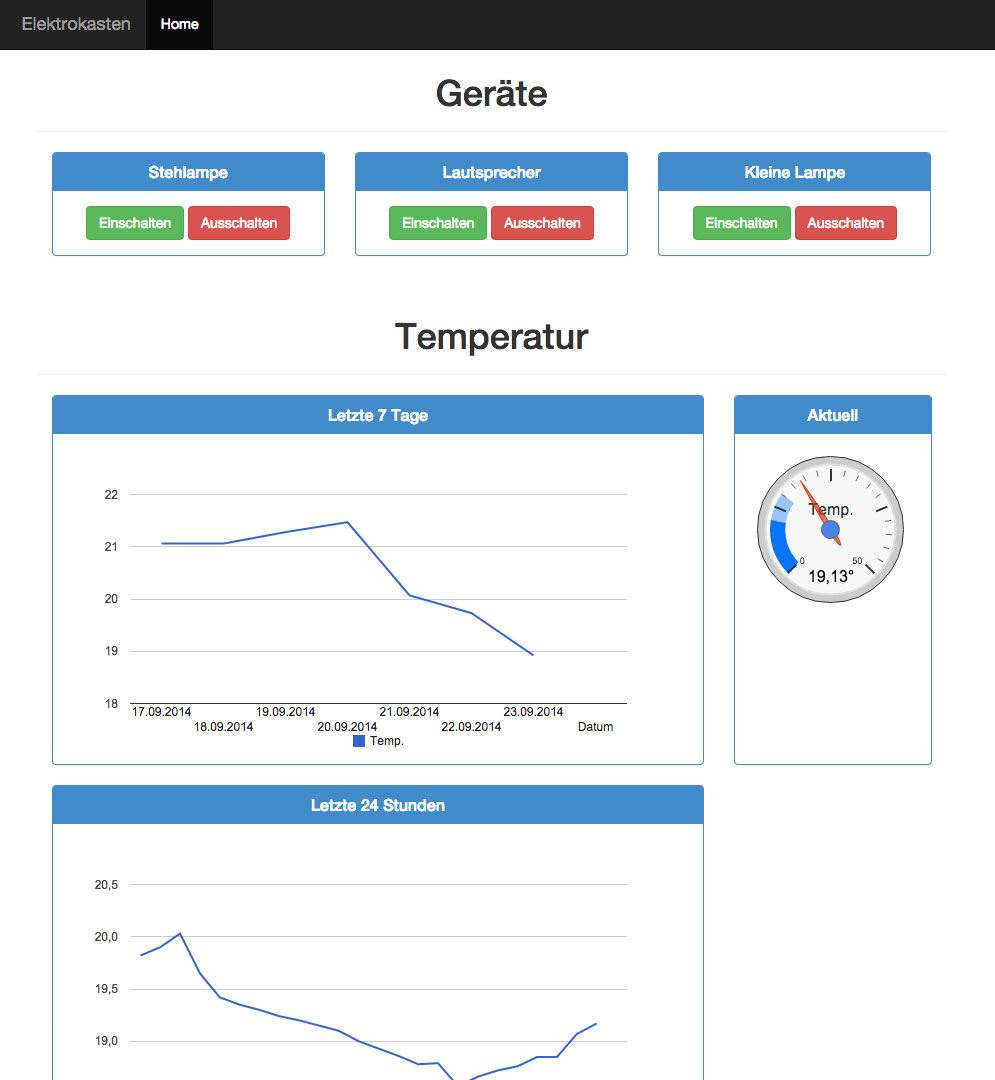 Elektrokasten Home
Geräte
Stehlampe Lautsprecher Kleine Lampe
Einschalten Ausschalten Einschalten Ausschalten Einschalten Ausschalten
Temperatur
Letzte 7 Tage
22
21
20
19
18
17.09.2014 19.09.2014 21.09.2014 23.09.2014
18.09.2014 20.09.2014 22.09.2014 Datum
Temp.
Aktuell
Temp.
0 50
19,13°
Letzte 24 Stunden
20,5
20,0
19,5
19,0